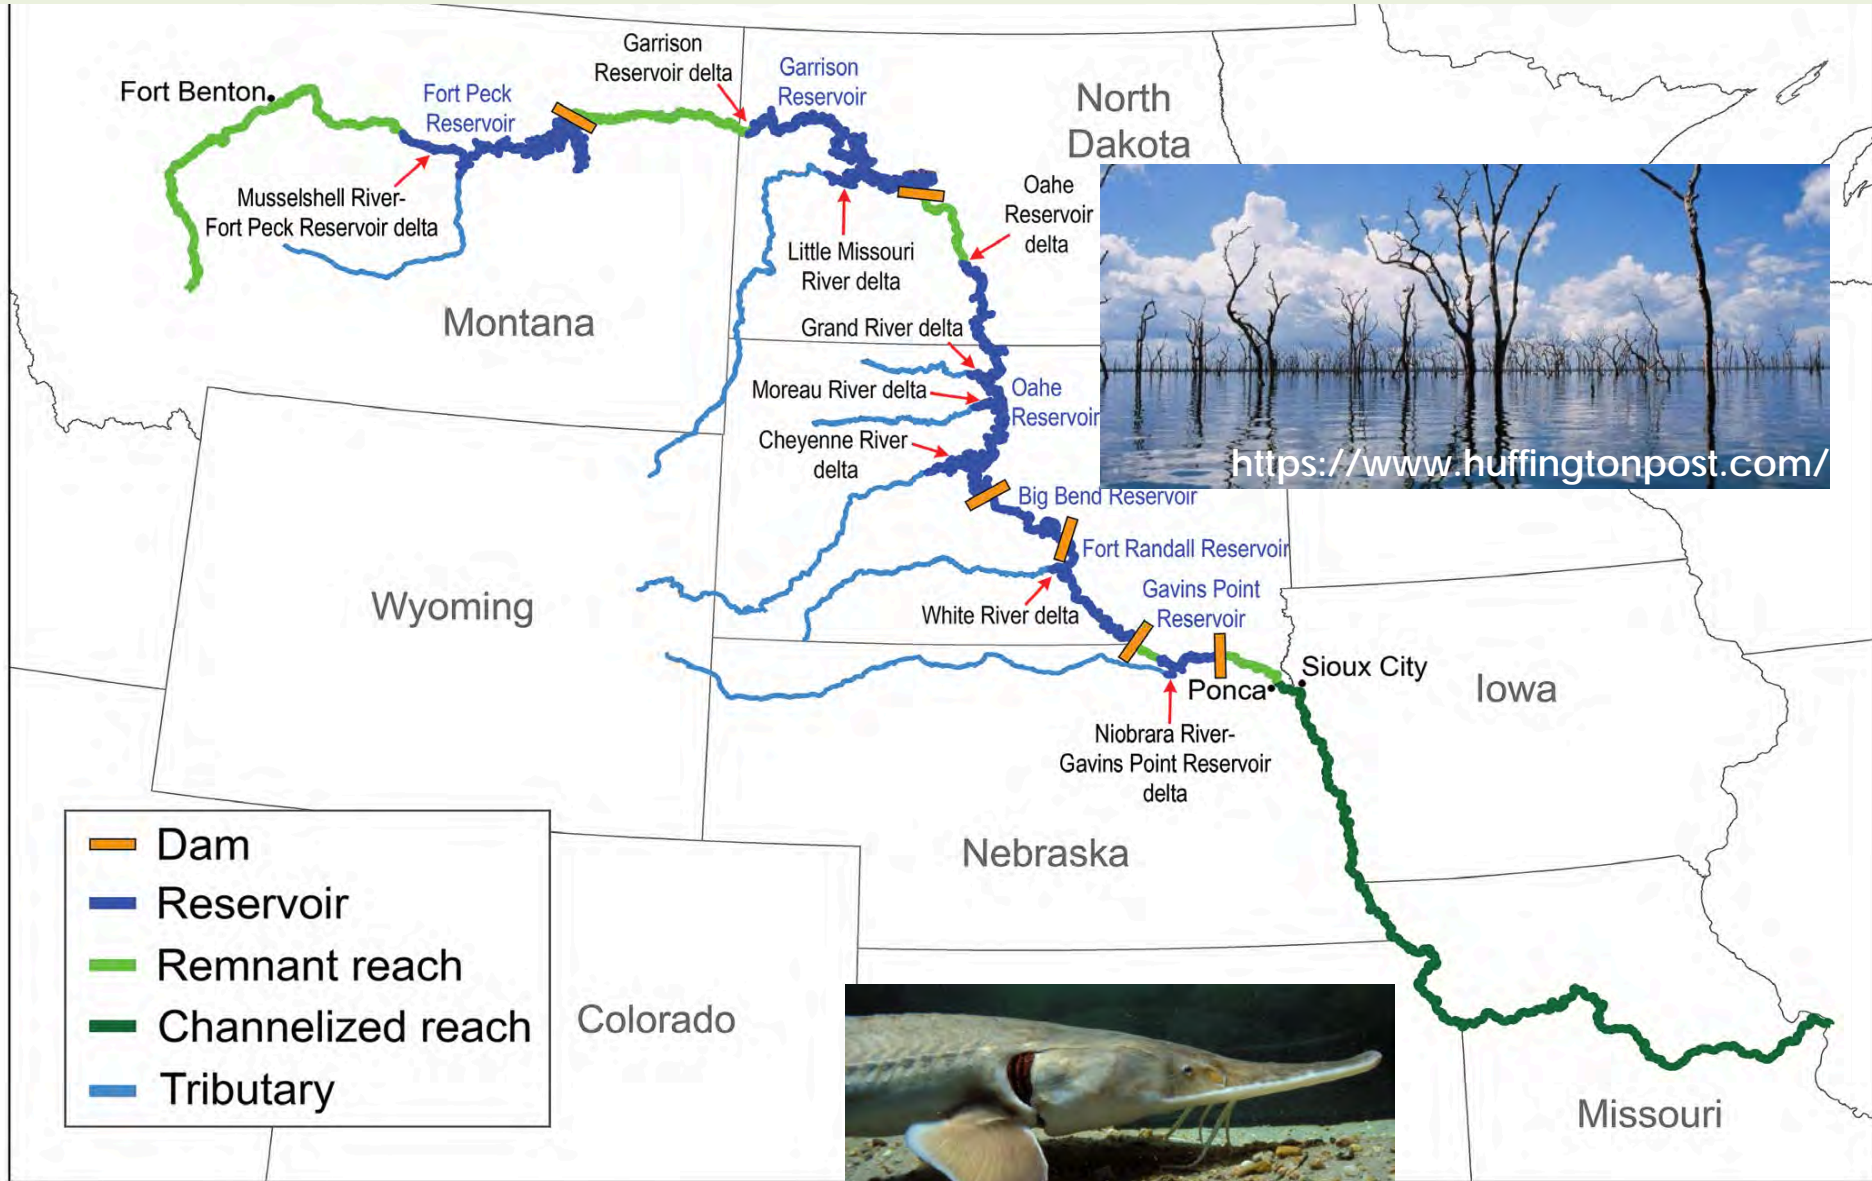 Fort Benton
Fort Peck
Reservoir
Garrison
Reservoir delta
Garrison
Reservoir
North
Dakota
Musselshell River-
Fort Peck Reservoir delta
Little Missouri
River delta
Oahe
Reservoir
delta
Montana
Grand River delta
Moreau River delta
Oahe
Reservoir
Cheyenne River
delta
https://www.huffingtonpost.com/
Big Bend Reservoir
Fort Randall Reservoir
Wyoming
White River delta
Gavins Point
Reservoir
Sioux City
Ponca
Iowa
Niobrara River-
Gavins Point Reservoir
delta
Nebraska
Dam
Reservoir
Remnant reach
Channelized reach
Tributary
Colorado
Missouri